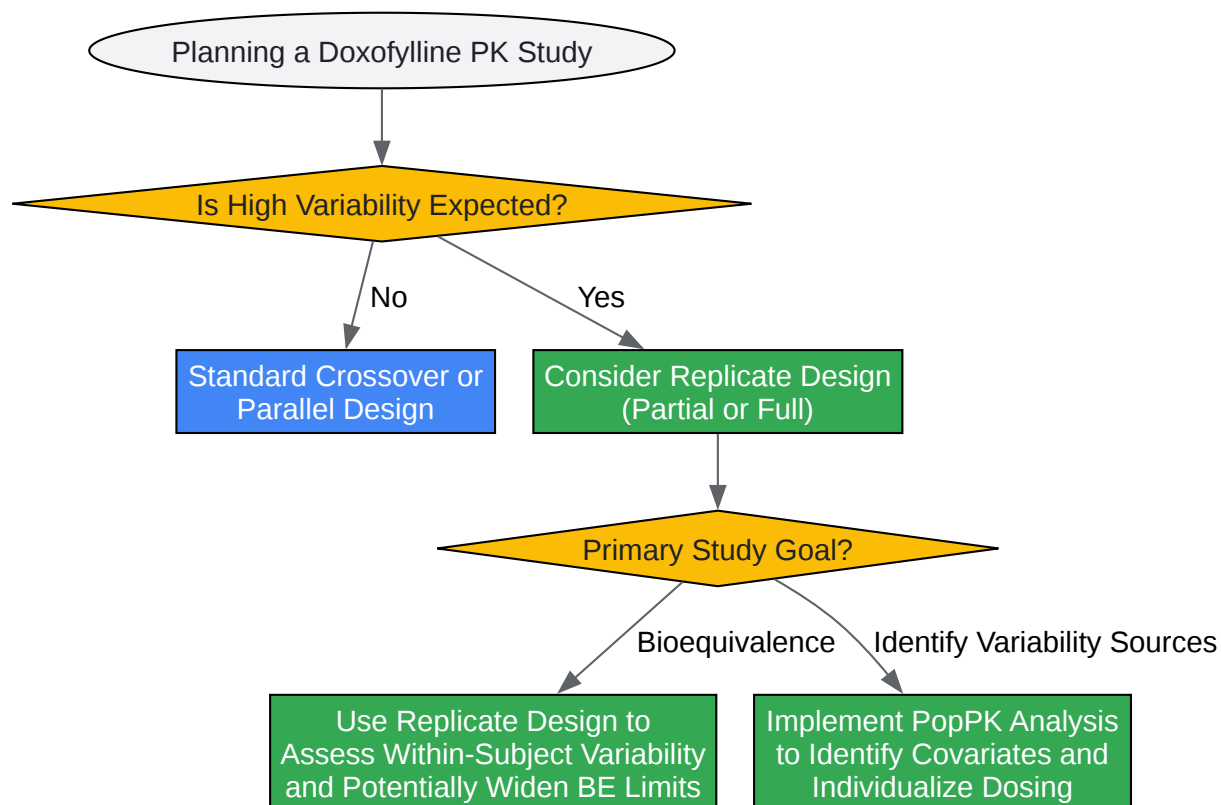 Planning a Doxofylline PK Study
Is High Variability Expected?
No
Yes
Standard Crossover or
Parallel Design
Consider Replicate Design
(Partial or Full)
Primary Study Goal?
Bioequivalence
Identify Variability Sources
Use Replicate Design to
Assess Within-Subject Variability
and Potentially Widen BE Limits
Implement PopPK Analysis
to Identify Covariates and
Individualize Dosing